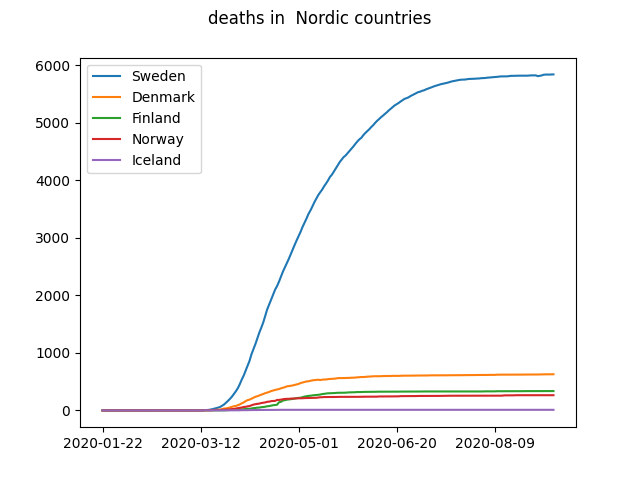 deaths in  Nordic countries
6000
5000
4000
3000
2000
1000
0
Sweden
Denmark
Finland
Norway
Iceland
2020-01-22 2020-03-12 2020-05-01 2020-06-20 2020-08-09